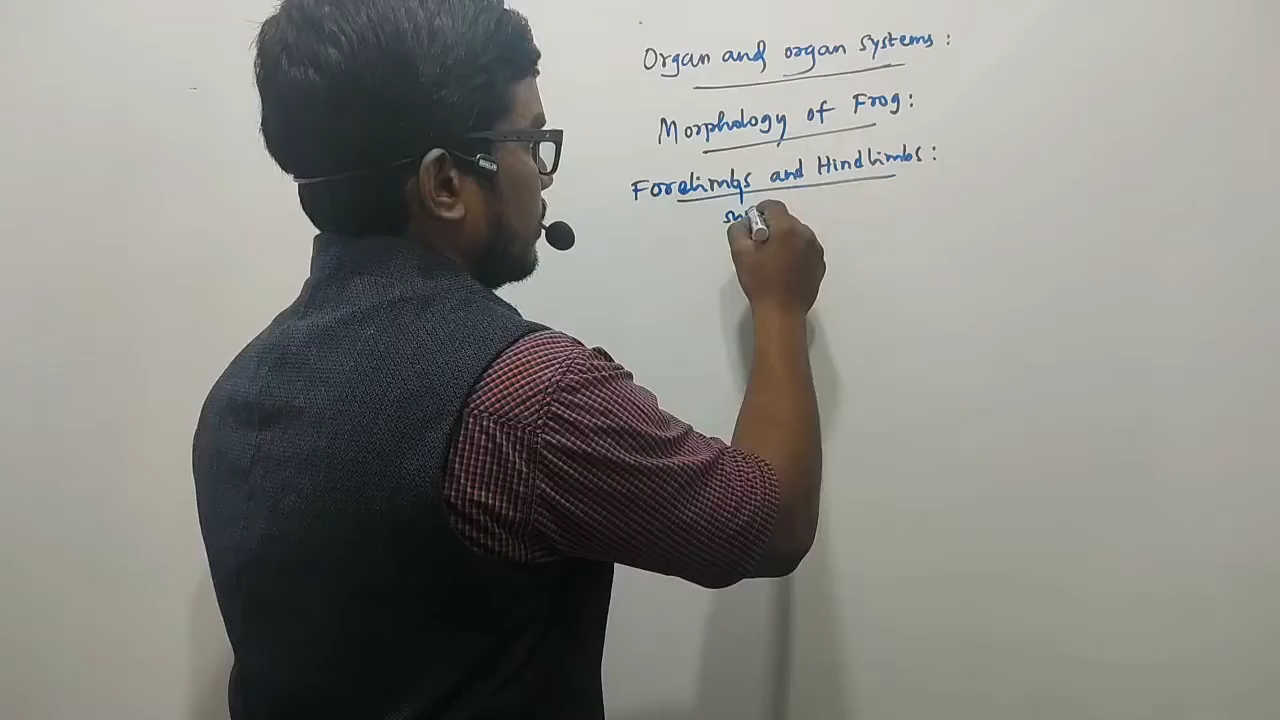 Organ and organ systems :
Morphology of Frog :
Forelimbs and Hindlimbs :